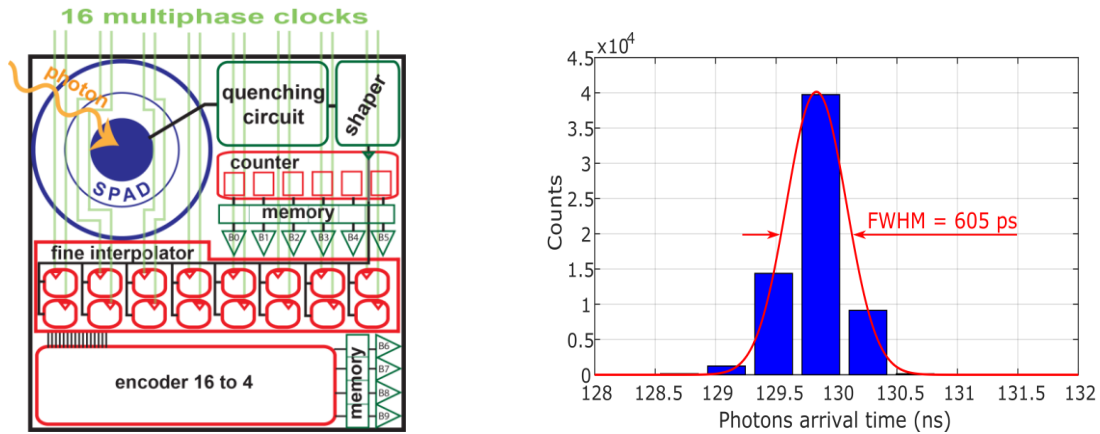 16 multiphase clocks
photon
SPAD
quenching
circuit
shaper
counter
memory
B0 B1 B2 B3 B4 B5
fine interpolator
encoder 16 to 4
memory
B6
B7
B8
B9
×10⁴
4.5
4
3.5
3
2.5
2
1.5
1
0.5
0
Counts
FWHM = 605 ps
128 128.5 129 129.5 130 130.5 131 131.5 132
Photons arrival time (ns)